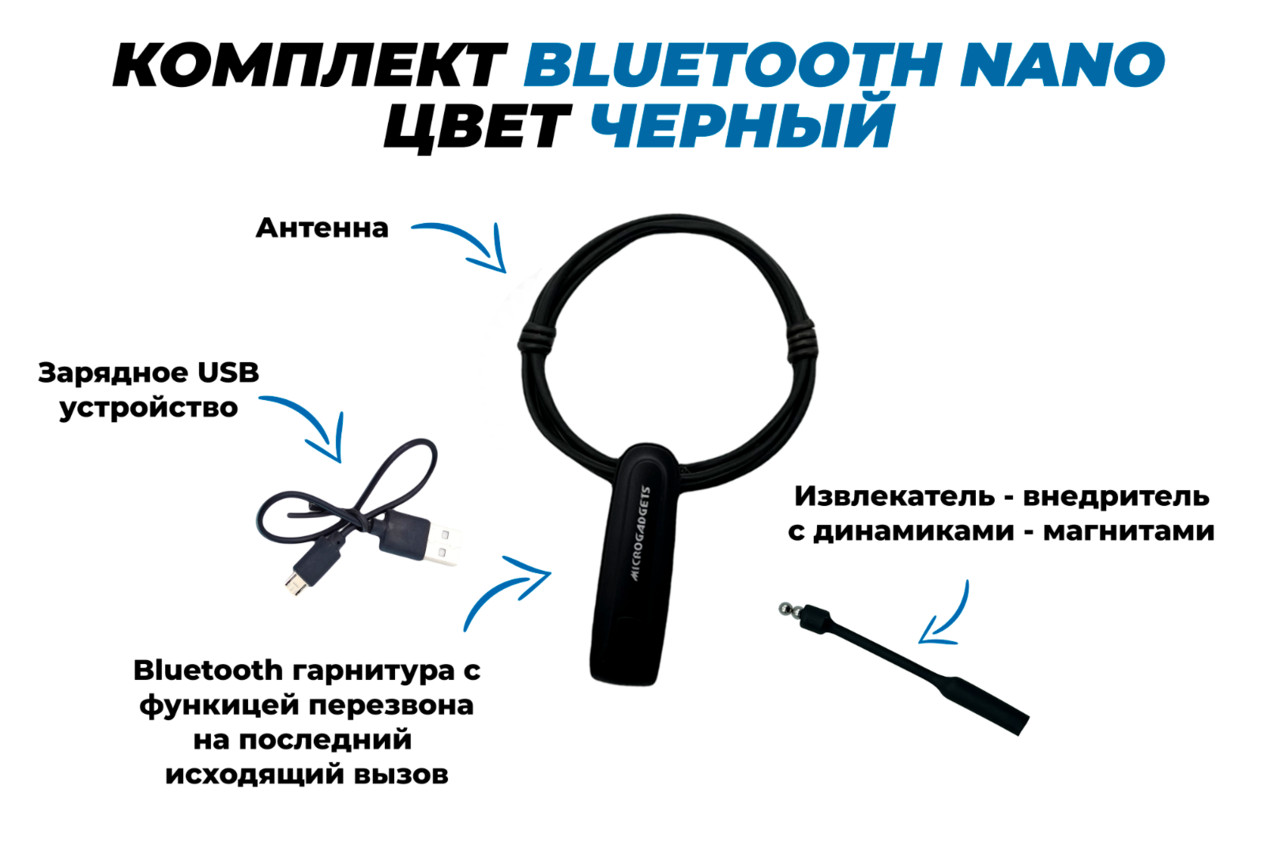 КОМПЛЕКТ BLUETOOTH NANO
ЦВЕТ ЧЕРНЫЙ
Антенна
Зарядное USB
устройство
MICROGADGETS
Извлекатель - внедритель
с динамиками - магнитами
Bluetooth гарнитура с
функицей перезвона
на последний
исходящий вызов